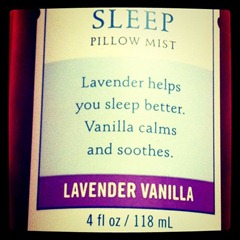 SLEEP
PILLOW MIST
Lavender helps
you sleep better.
Vanilla calms
and soothes.
LAVENDER VANILLA
4 fl oz / 118 mL